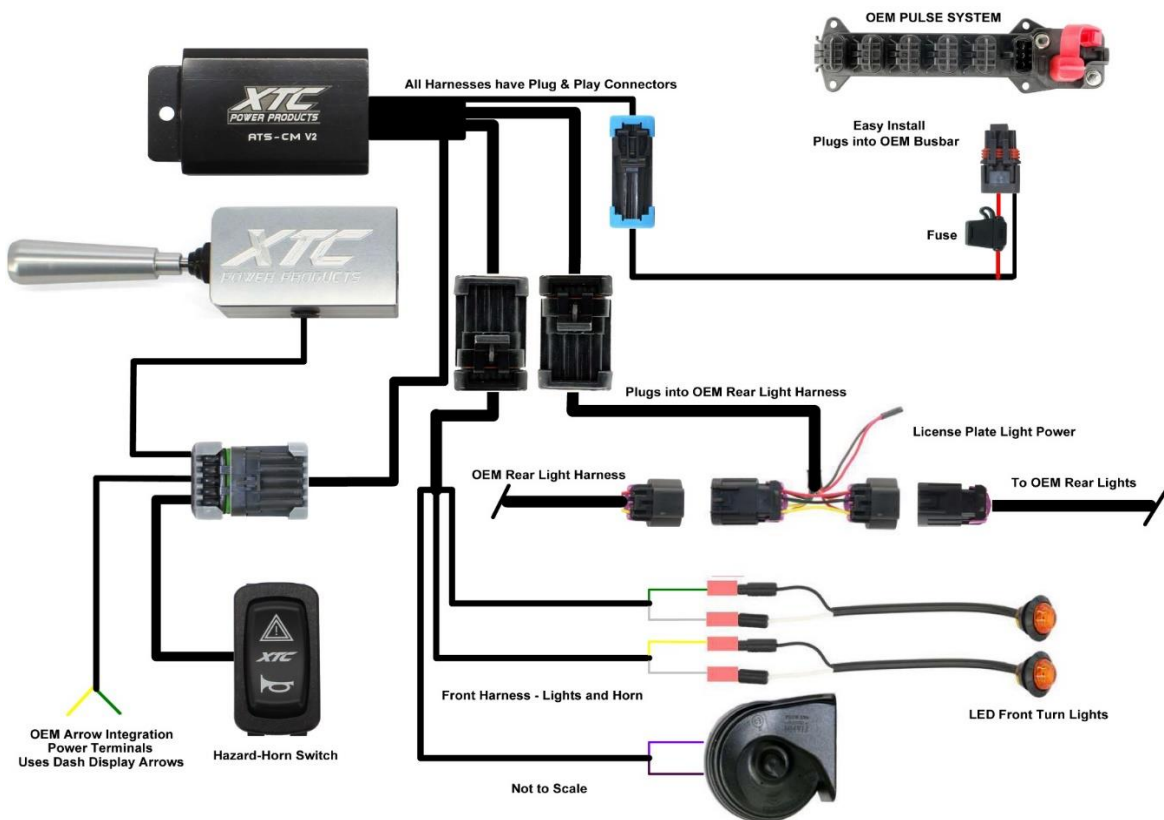 OEM PULSE SYSTEM
XTC
POWER PRODUCTS
ATS-CM V2
All Harnesses have Plug & Play Connectors
Easy Install
Plugs into OEM Busbar
Fuse
XTC
POWER PRODUCTS
Plugs into OEM Rear Light Harness
License Plate Light Power
OEM Rear Light Harness
To OEM Rear Lights
XTC
OEM Arrow Integration
Power Terminals
Uses Dash Display Arrows
Hazard-Horn Switch
Front Harness - Lights and Horn
LED Front Turn Lights
Not to Scale